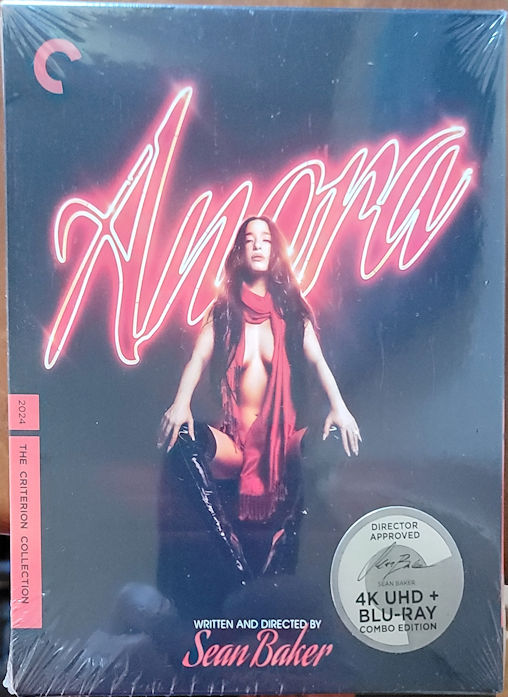 Anora
2024
THE CRITERION COLLECTION
DIRECTOR
APPROVED
SEAN BAKER
4K UHD +
BLU-RAY
COMBO EDITION
WRITTEN AND DIRECTED BY
Sean Baker